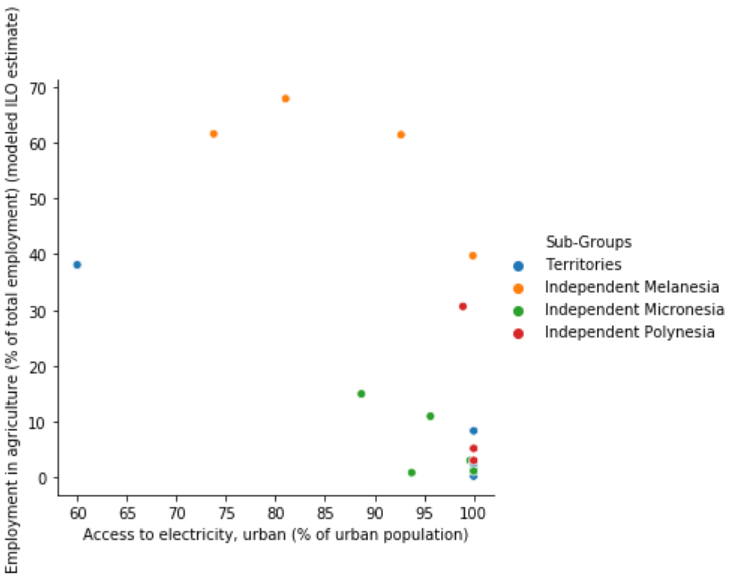 Employment in agriculture (% of total employment) (modeled ILO estimate)
70
60
50
40
30
20
10
0
60 65 70 75 80 85 90 95 100
Access to electricity, urban (% of urban population)
Sub-Groups
Territories
Independent Melanesia
Independent Micronesia
Independent Polynesia